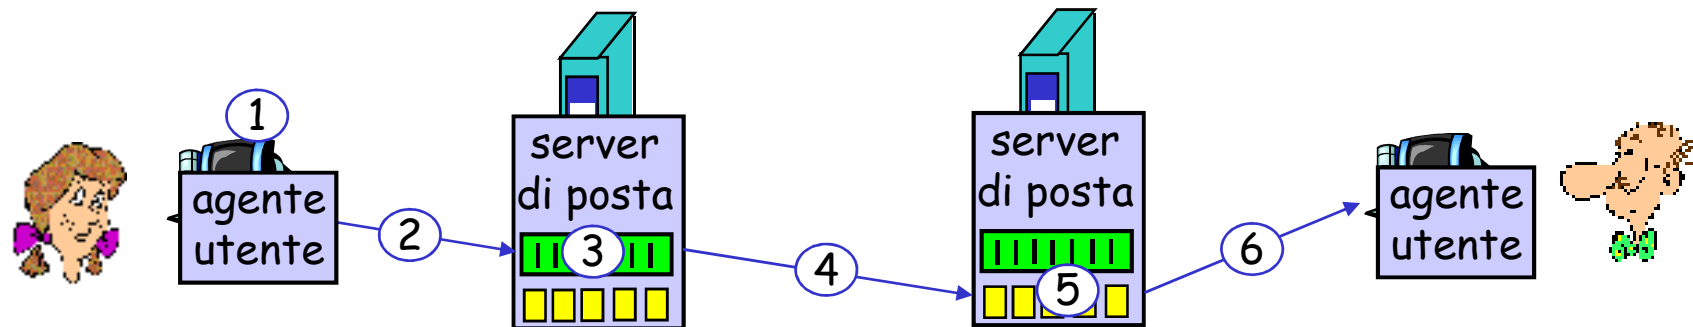 1
agente
utente
2
server
di posta
3
4
server
di posta
5
6
agente
utente